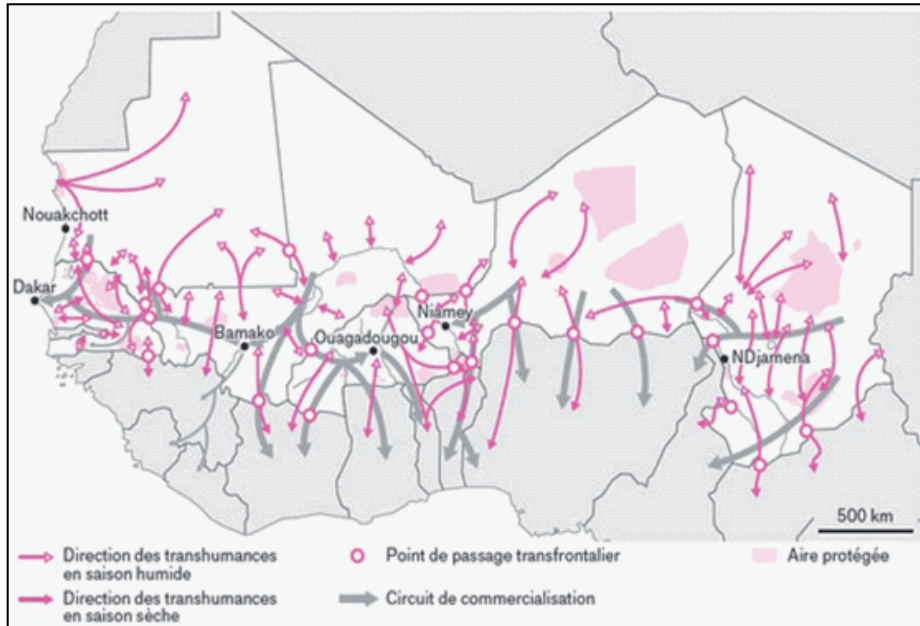 Nouakchott
Dakar
Bamako
Ouagadougou
Niamey
NDjamena
500 km
Direction des transhumances
en saison humide
Point de passage transfrontalier
Aire protégée
Direction des transhumances
en saison sèche
Circuit de commercialisation